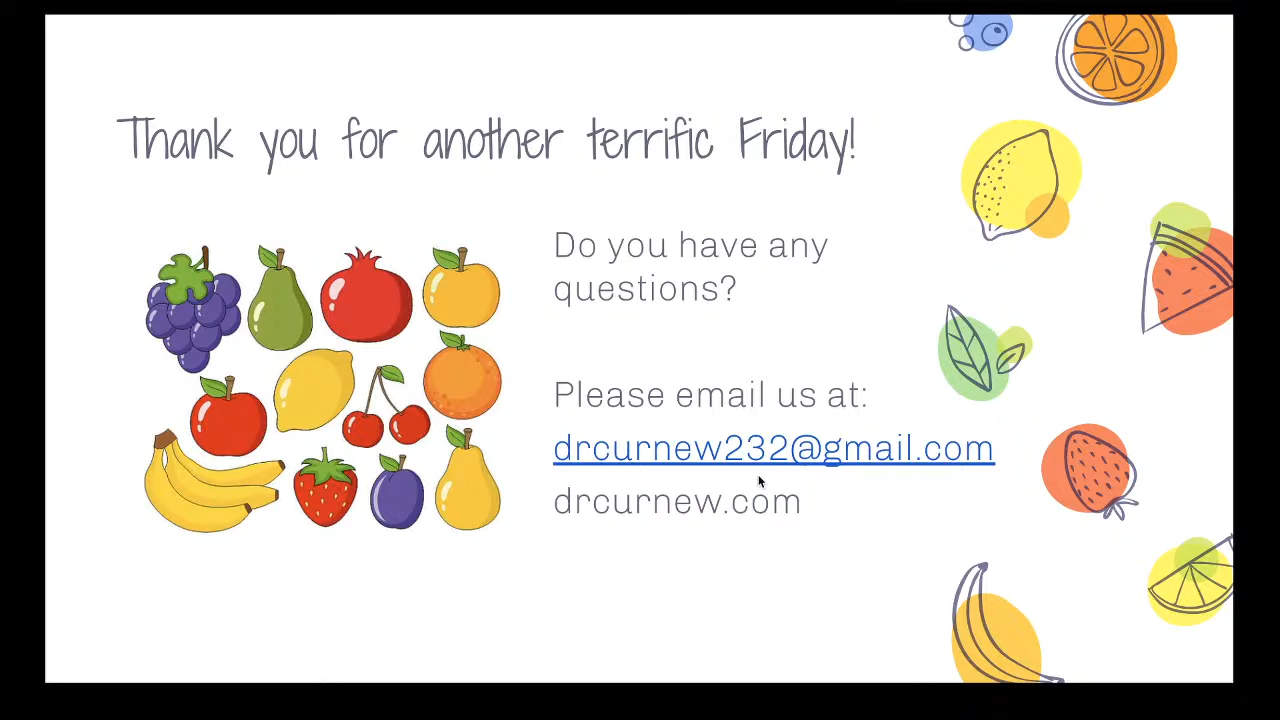 Thank you for another terrific Friday!
Do you have any
questions?
Please email us at:
drcurnew232@gmail.com
drcurnew.com